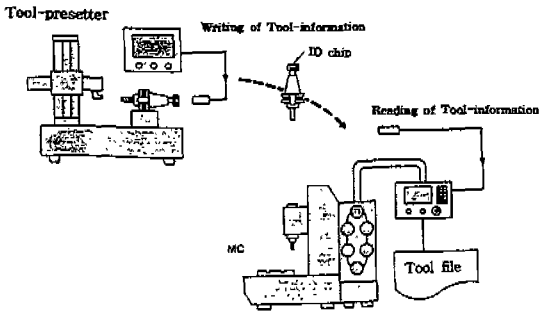 Tool-presetter
Writing of Tool-information
ID chip
Reading of Tool-information
MC
Tool file